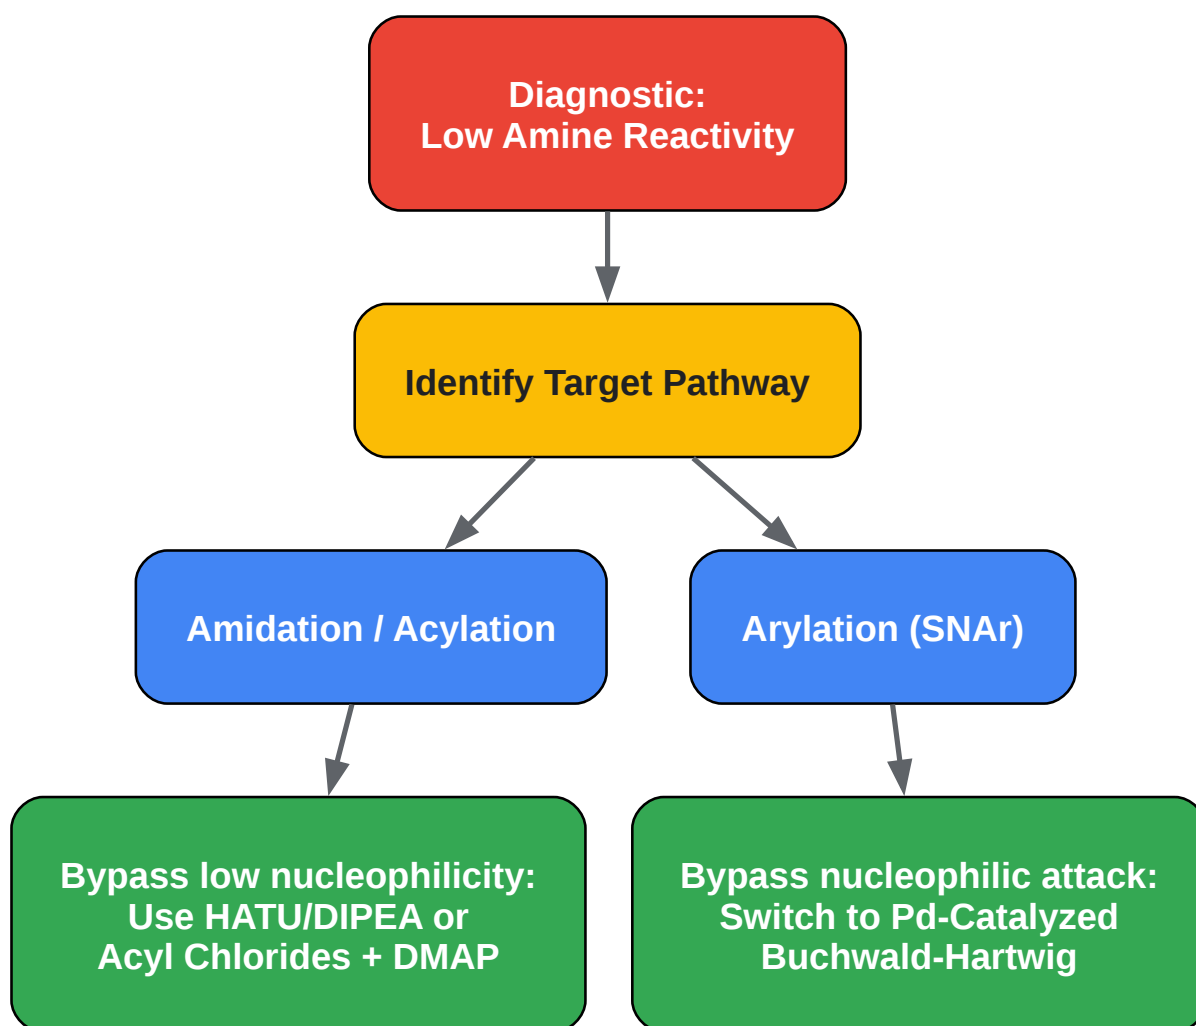 Diagnostic:
Low Amine Reactivity
Identify Target Pathway
Amidation / Acylation
Arylation (SNAr)
Bypass low nucleophilicity:
Use HATU/DIPEA or
Acyl Chlorides + DMAP
Bypass nucleophilic attack:
Switch to Pd-Catalyzed
Buchwald-Hartwig